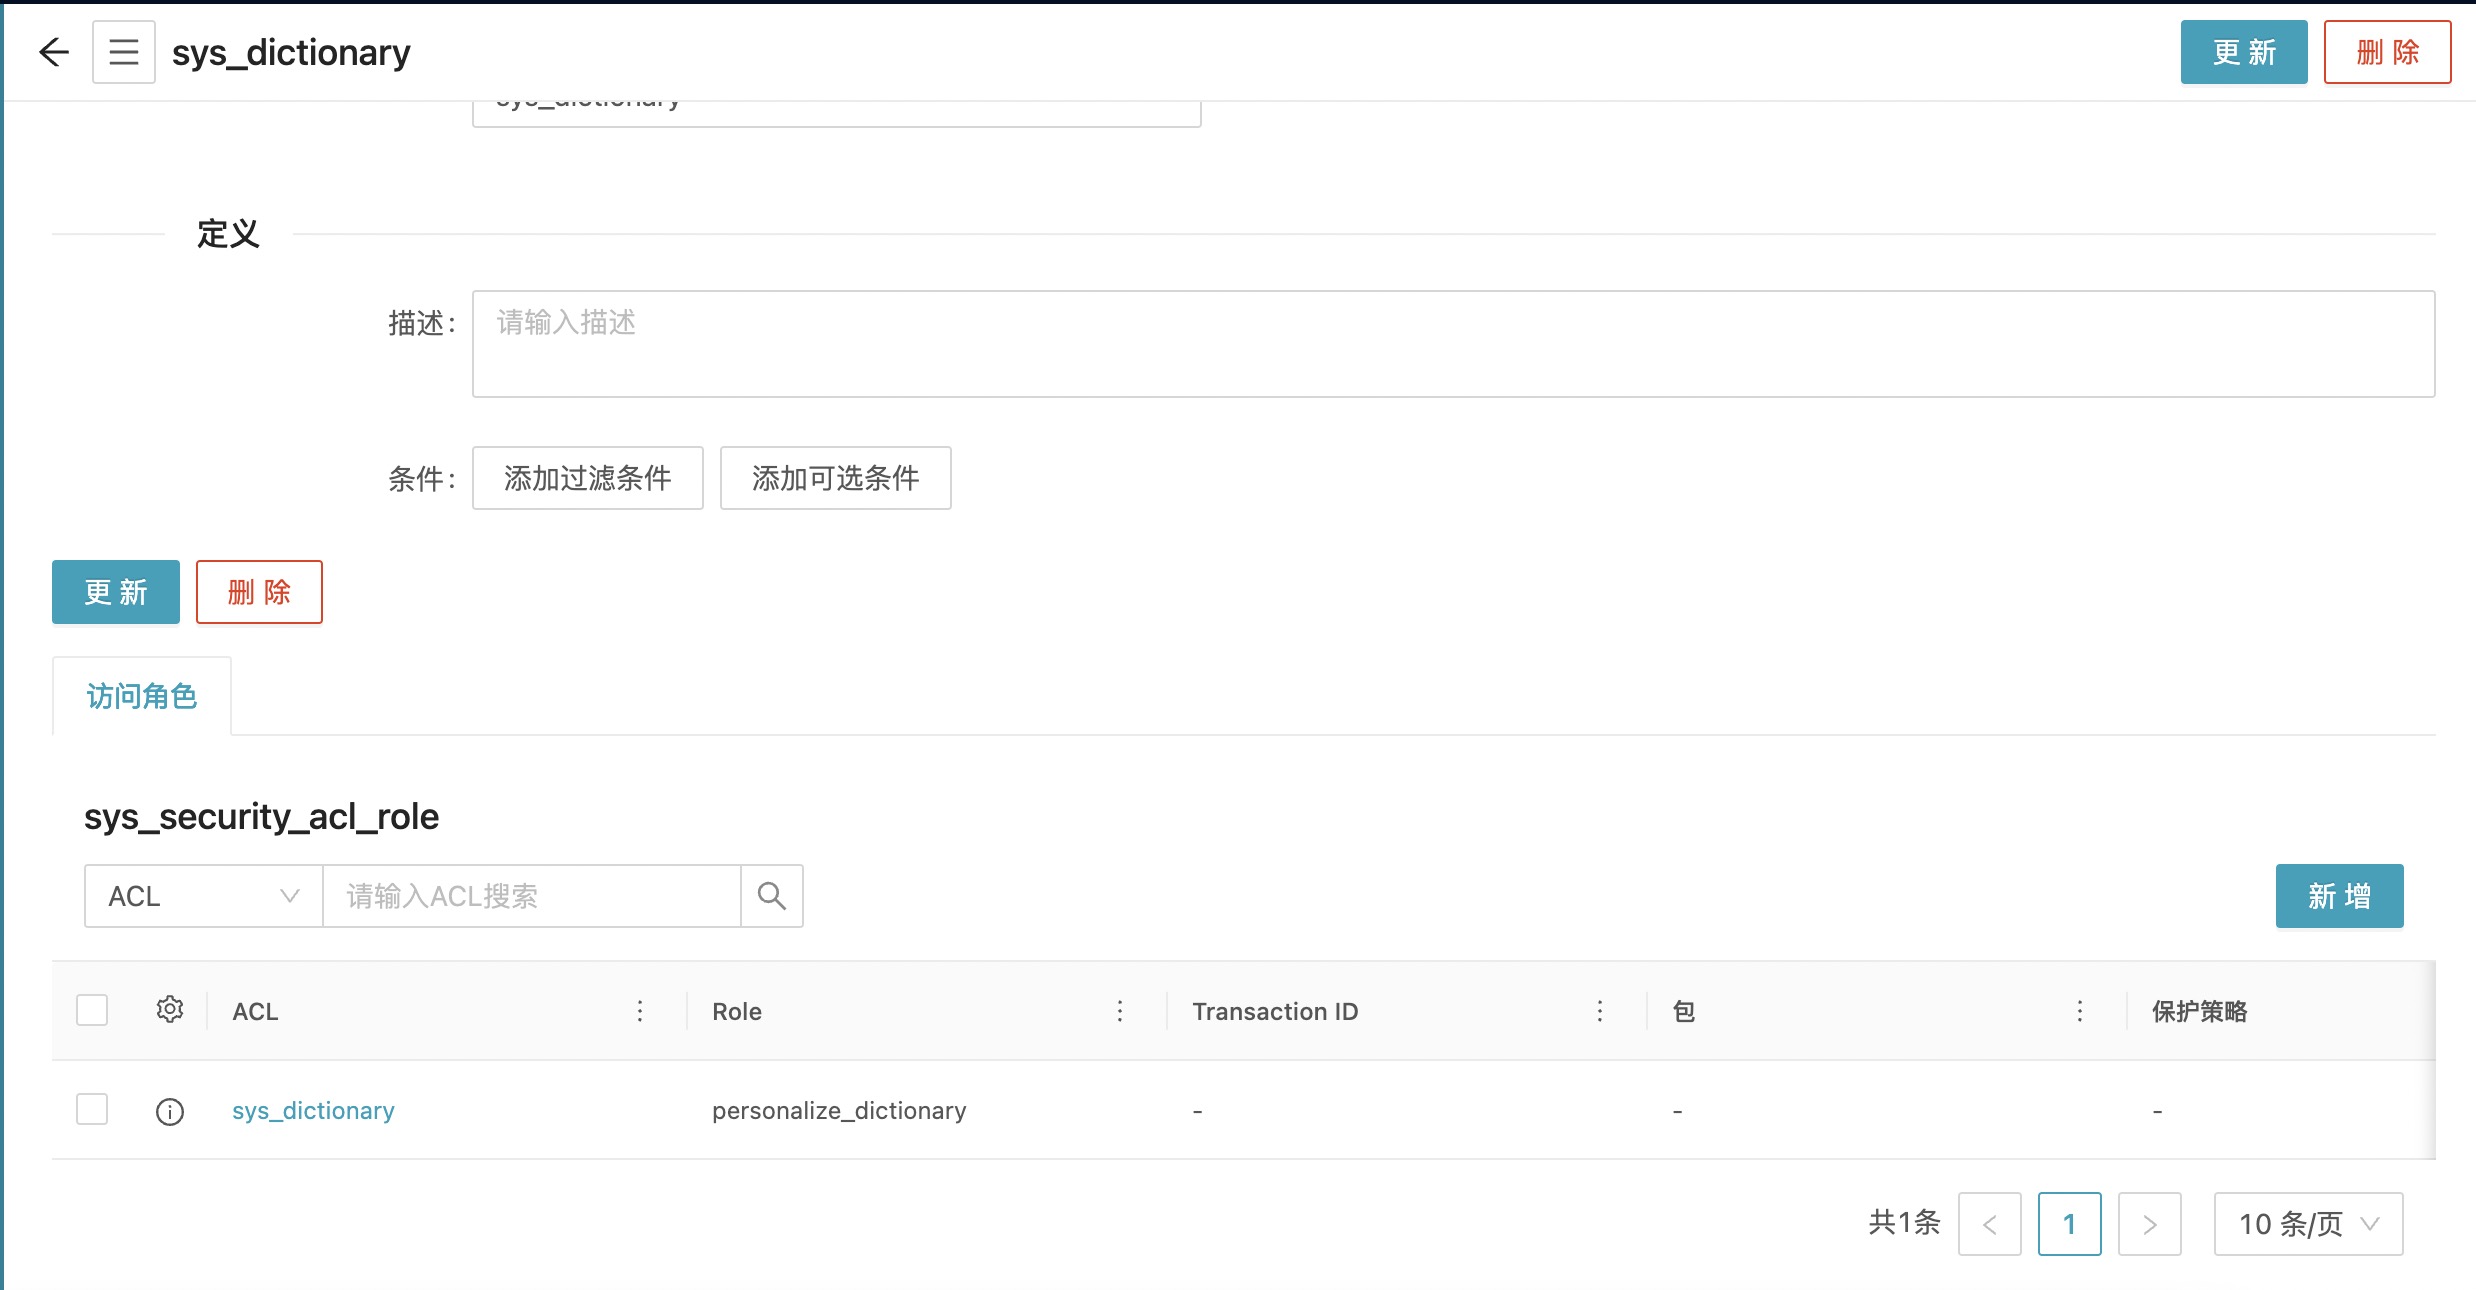 sys_dictionary
更 新
删 除
sys_dictionary
定义
描述:
请输入描述
条件:
添加过滤条件
添加可选条件
更 新
删 除
访问角色
sys_security_acl_role
ACL
请输入ACL搜索
新 增
ACL
Role
Transaction ID
包
保护策略
sys_dictionary
personalize_dictionary
-
-
-
共1条
<
1
>
10 条/页